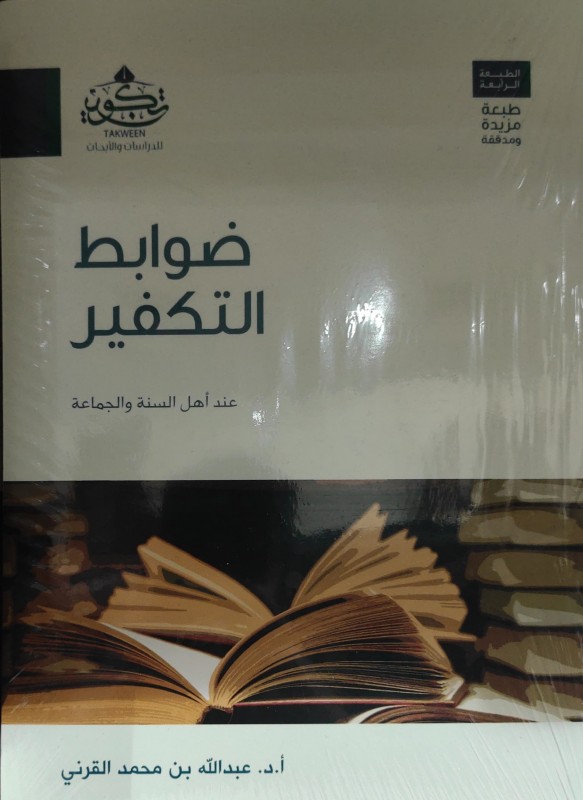 الطبعة
الرابعة
طبعة
مزيدة
ومدققة
تكوين
TAKWEEN
للدراسات والأبحاث
ضوابط
التكفير
عند أهل السنة والجماعة
أ.د. عبدالله بن محمد القرني